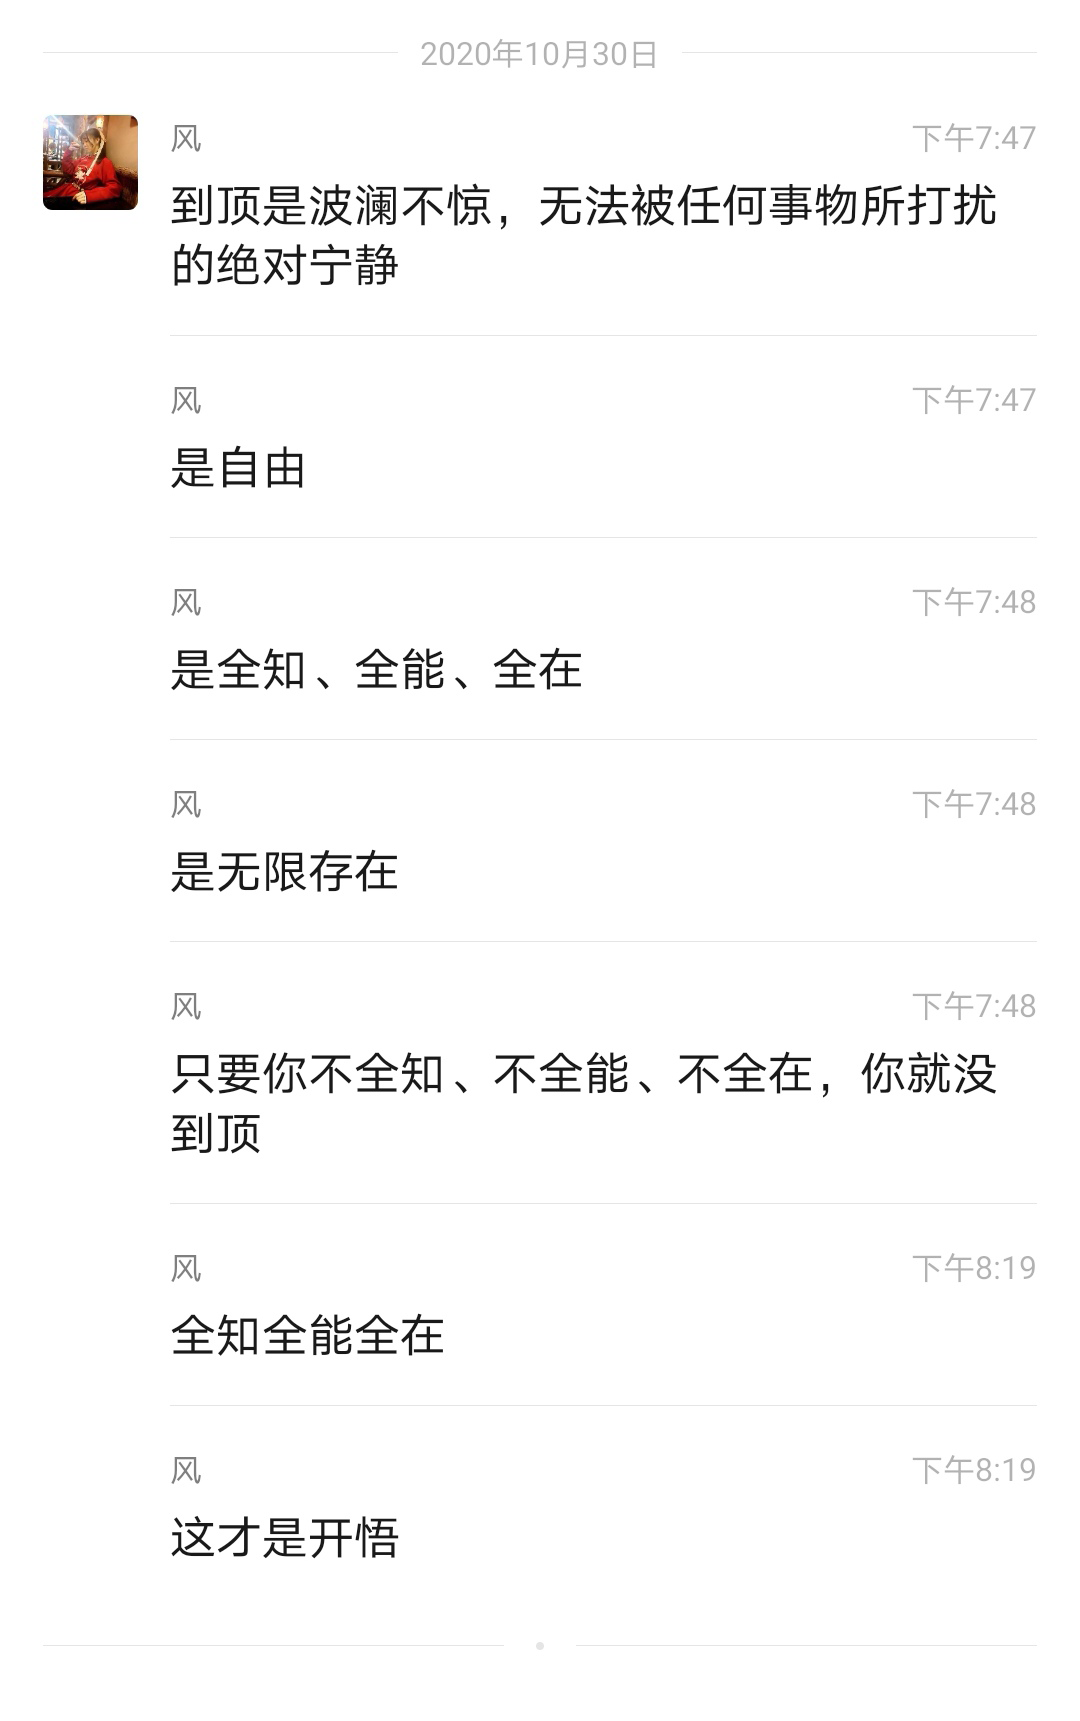 2020年10月30日
风
下午7:47
到顶是波澜不惊，无法被任何事物所打扰
的绝对宁静
风
下午7:47
是自由
风
下午7:48
是全知、全能、全在
风
下午7:48
是无限存在
风
下午7:48
只要你不全知、不全能、不全在，你就没
到顶
风
下午8:19
全知全能全在
风
下午8:19
这才是开悟